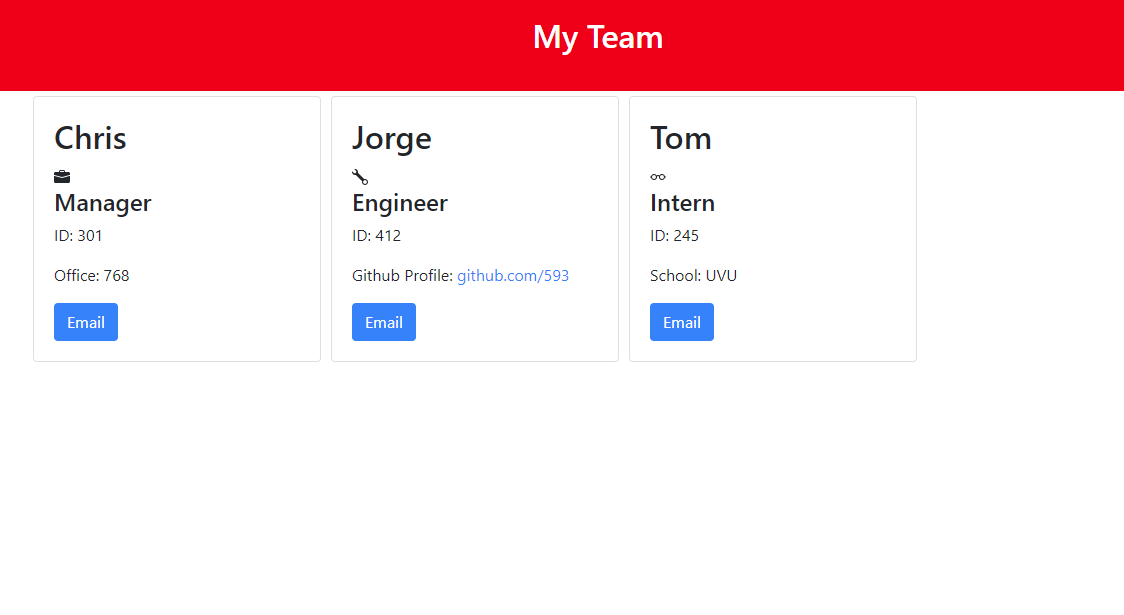 My Team
Chris
Manager
ID: 301
Office: 768
Email
Jorge
Engineer
ID: 412
Github Profile: github.com/593
Email
Tom
Intern
ID: 245
School: UVU
Email